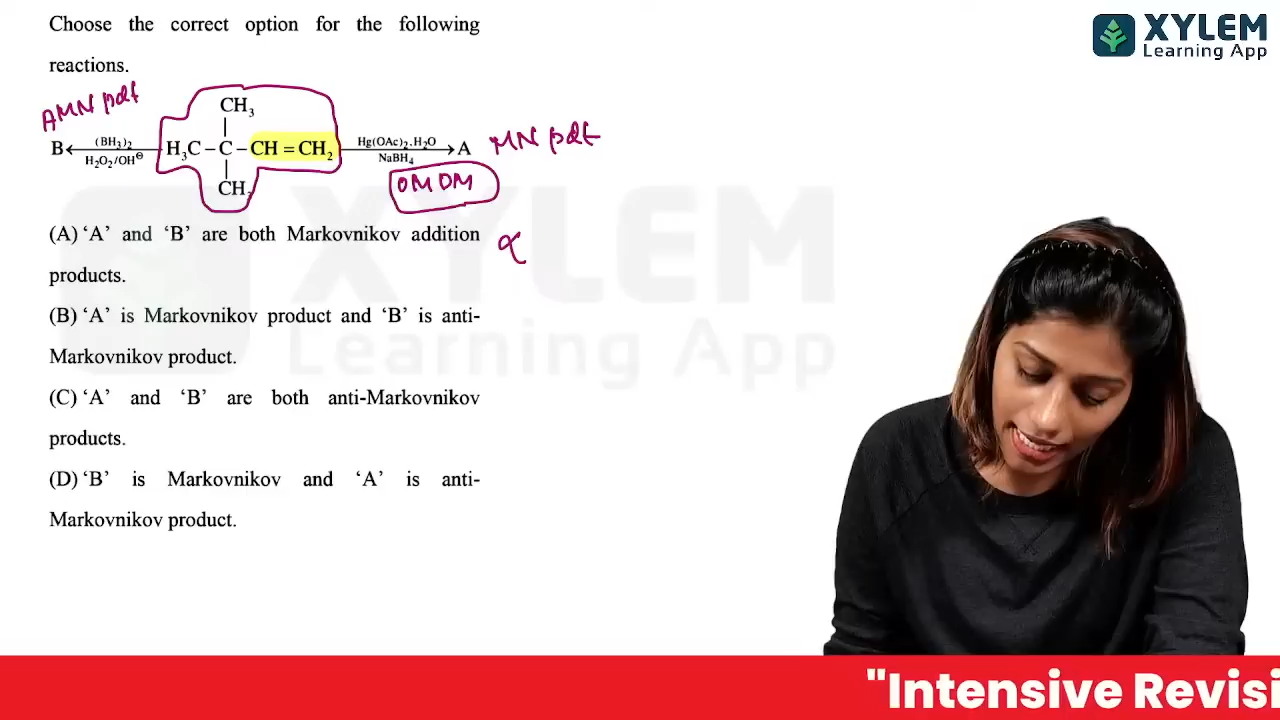 Choose the correct option for the following
reactions.
XYLEM
Learning App
AMN pdt
CH3
B (BH3)2 H2O2/OH⊖ H3C – C – CH = CH2 Hg(OAc)2.H2O NaBH4 A MN pdt
CH3
OMDM
(A) ‘A’ and ‘B’ are both Markovnikov addition
products.
(B) ‘A’ is Markovnikov product and ‘B’ is anti-
Markovnikov product.
(C) ‘A’ and ‘B’ are both anti-Markovnikov
products.
(D) ‘B’ is Markovnikov and ‘A’ is anti-
Markovnikov product.
XYLEM
Learning App
"Intensive Revisi